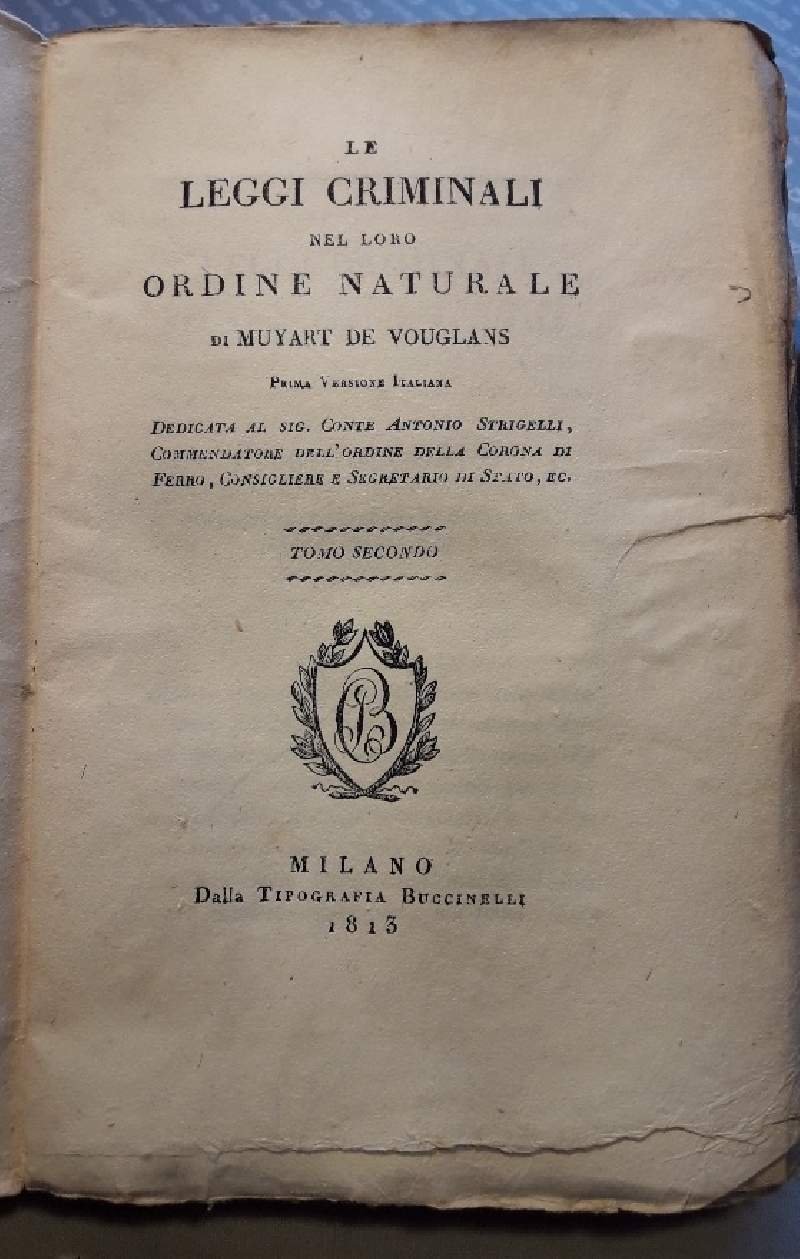 LE
LEGGI CRIMINALI
NEL LORO
ORDINE NATURALE
DI MUYART DE VOUGLANS
PRIMA VERSIONE ITALIANA
DEDICATA AL SIG. CONTE ANTONIO STRIGELLI,
COMMENDATORE DELL'ORDINE DELLA CORONA DI
FERRO, CONSIGLIERE E SEGRETARIO DI STATO, EC.
TOMO SECONDO
MILANO
Dalla TIPOGRAFIA BUCCINELLI
1813